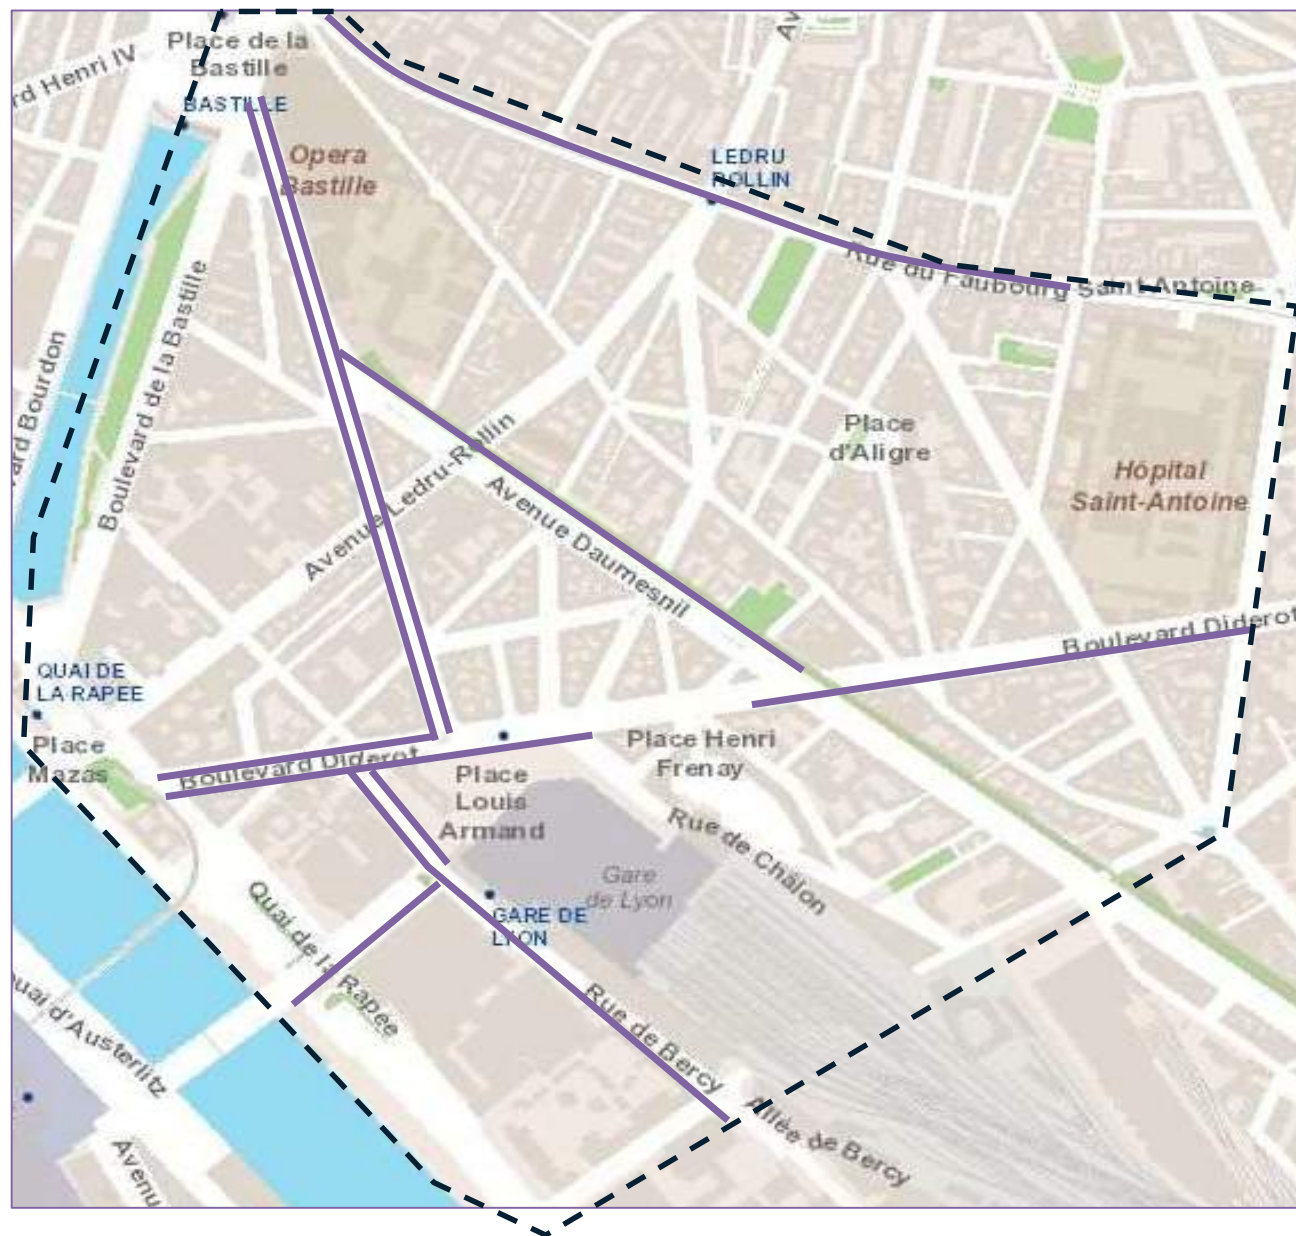 Place de la
Bastille
rd Henri IV
Av
BASTILLE
Opera
Bastille
LEDRU
ROLLIN
Rue du Faubourg Saint-Antoine
Boulevard de la Bastille
ard Bourdon
Avenue Ledru-Rollin
Place
d'Aligre
Hôpital
Saint-Antoine
Avenue Daumesnil
Boulevard Diderot
QUAI DE
LA RAPEE
Place
Mazas
Boulevard Diderot
Place Henri
Frenay
Place
Louis
Armand
Rue de Châlon
Gare
de Lyon
GARE DE
LYON
Quai de la Rapee
Rue de Bercy
Quai d'Austerlitz
Allée de Bercy
Avenu